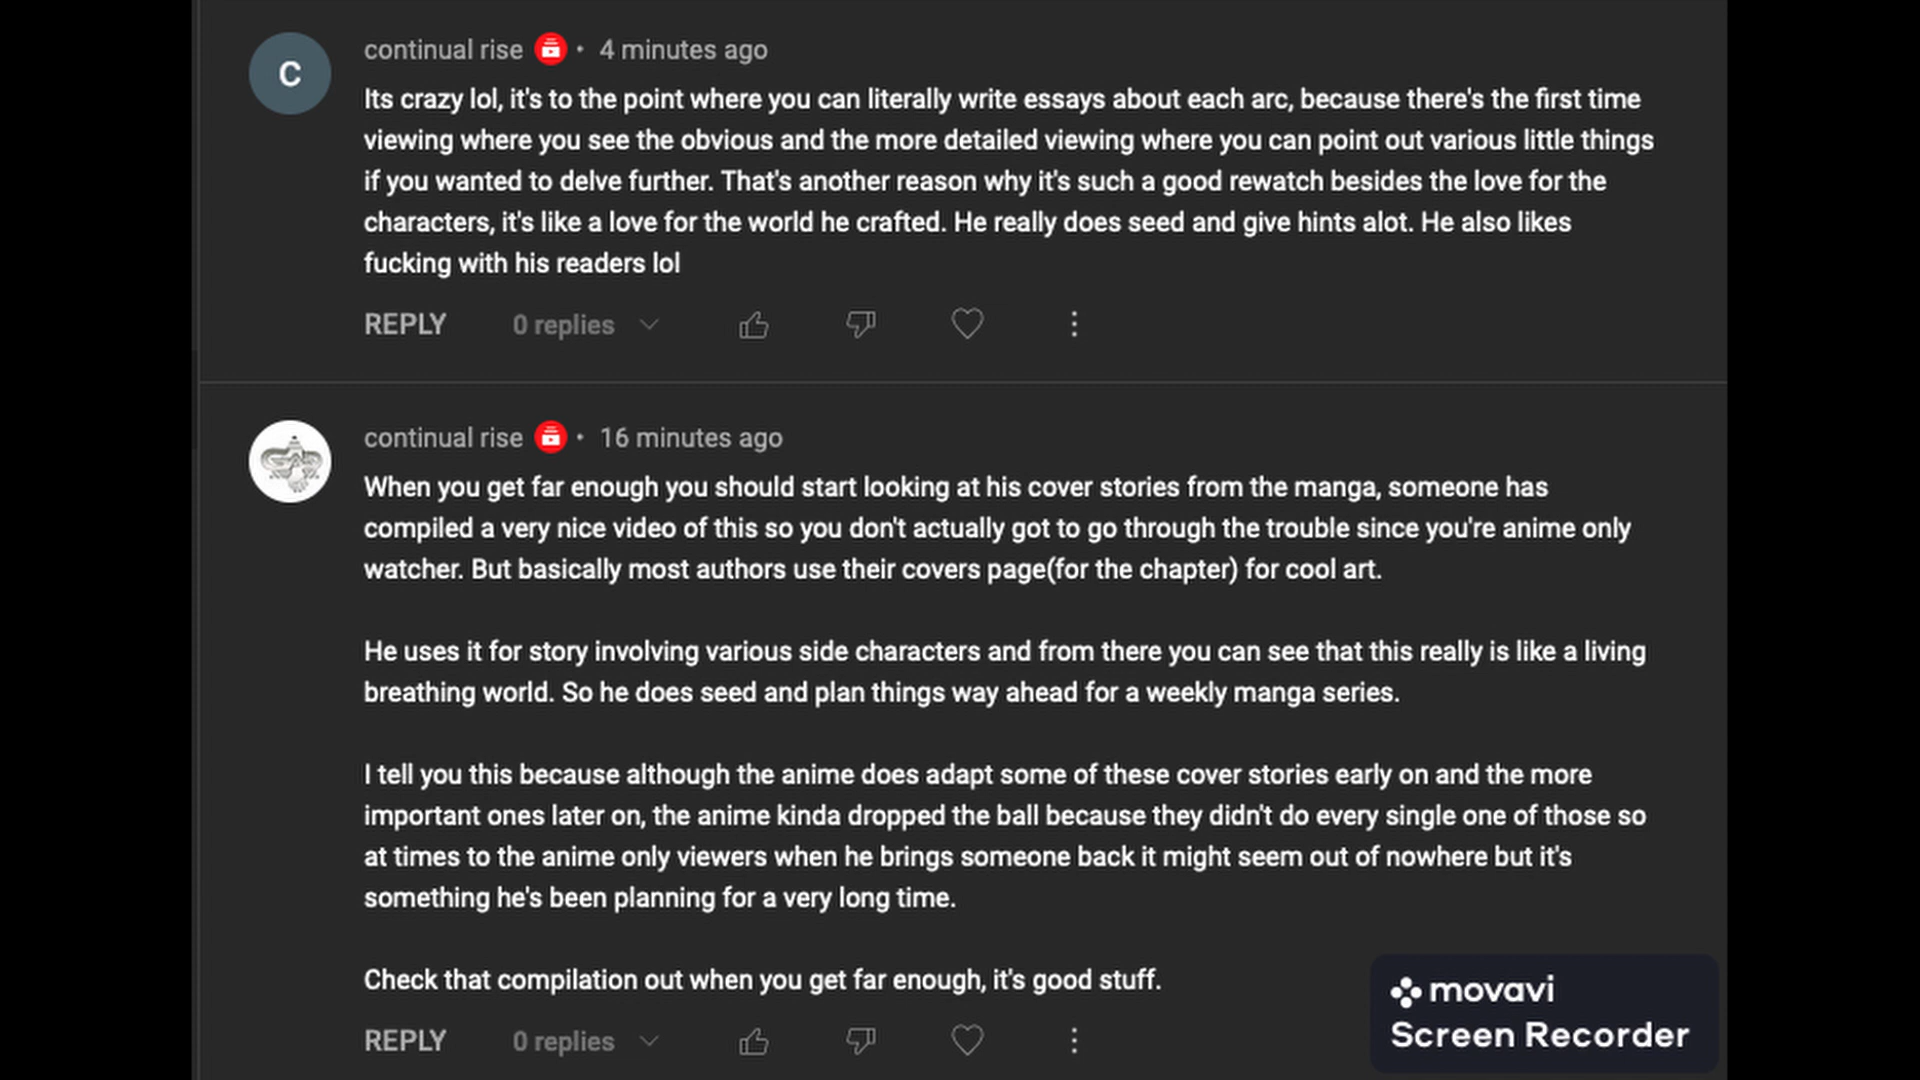 C
continual rise • 4 minutes ago
Its crazy lol, it's to the point where you can literally write essays about each arc, because there's the first time
viewing where you see the obvious and the more detailed viewing where you can point out various little things
if you wanted to delve further. That's another reason why it's such a good rewatch besides the love for the
characters, it's like a love for the world he crafted. He really does seed and give hints alot. He also likes
fucking with his readers lol
REPLY 0 replies
continual rise • 16 minutes ago
When you get far enough you should start looking at his cover stories from the manga, someone has
compiled a very nice video of this so you don't actually got to go through the trouble since you're anime only
watcher. But basically most authors use their covers page(for the chapter) for cool art.
He uses it for story involving various side characters and from there you can see that this really is like a living
breathing world. So he does seed and plan things way ahead for a weekly manga series.
I tell you this because although the anime does adapt some of these cover stories early on and the more
important ones later on, the anime kinda dropped the ball because they didn't do every single one of those so
at times to the anime only viewers when he brings someone back it might seem out of nowhere but it's
something he's been planning for a very long time.
Check that compilation out when you get far enough, it's good stuff.
REPLY 0 replies
movavi
Screen Recorder